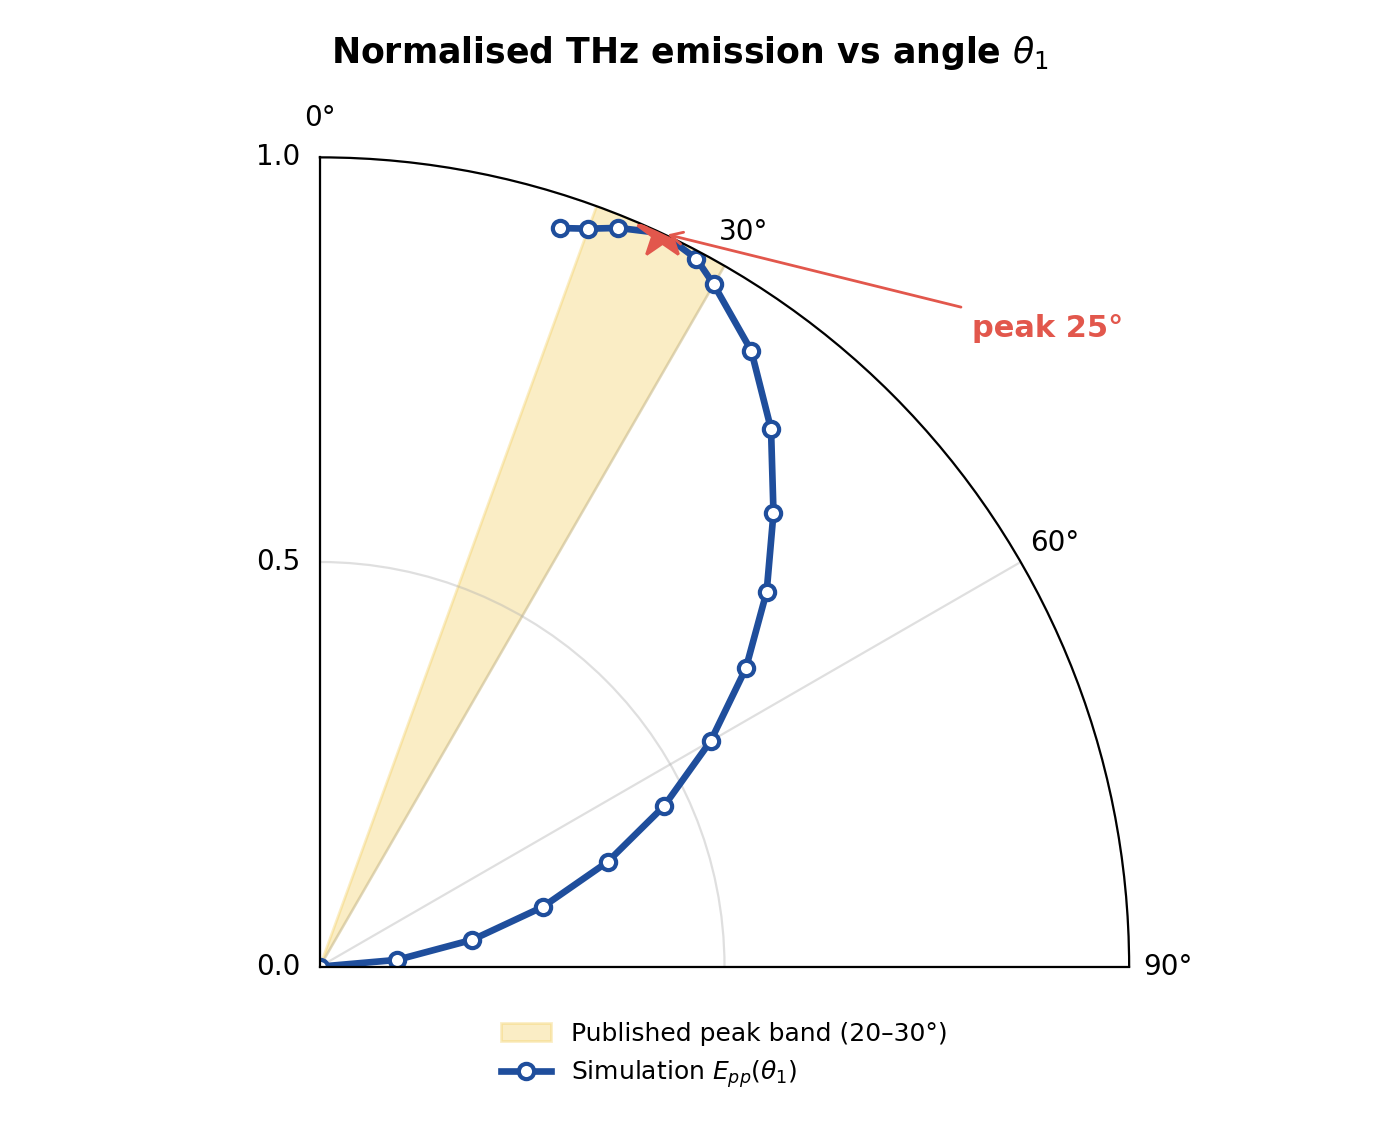 Normalised THz emission vs angle θ₁
0°
1.0
30°
peak 25°
60°
0.5
0.0
90°
Published peak band (20–30°)
Simulation Eₚₚ(θ₁)